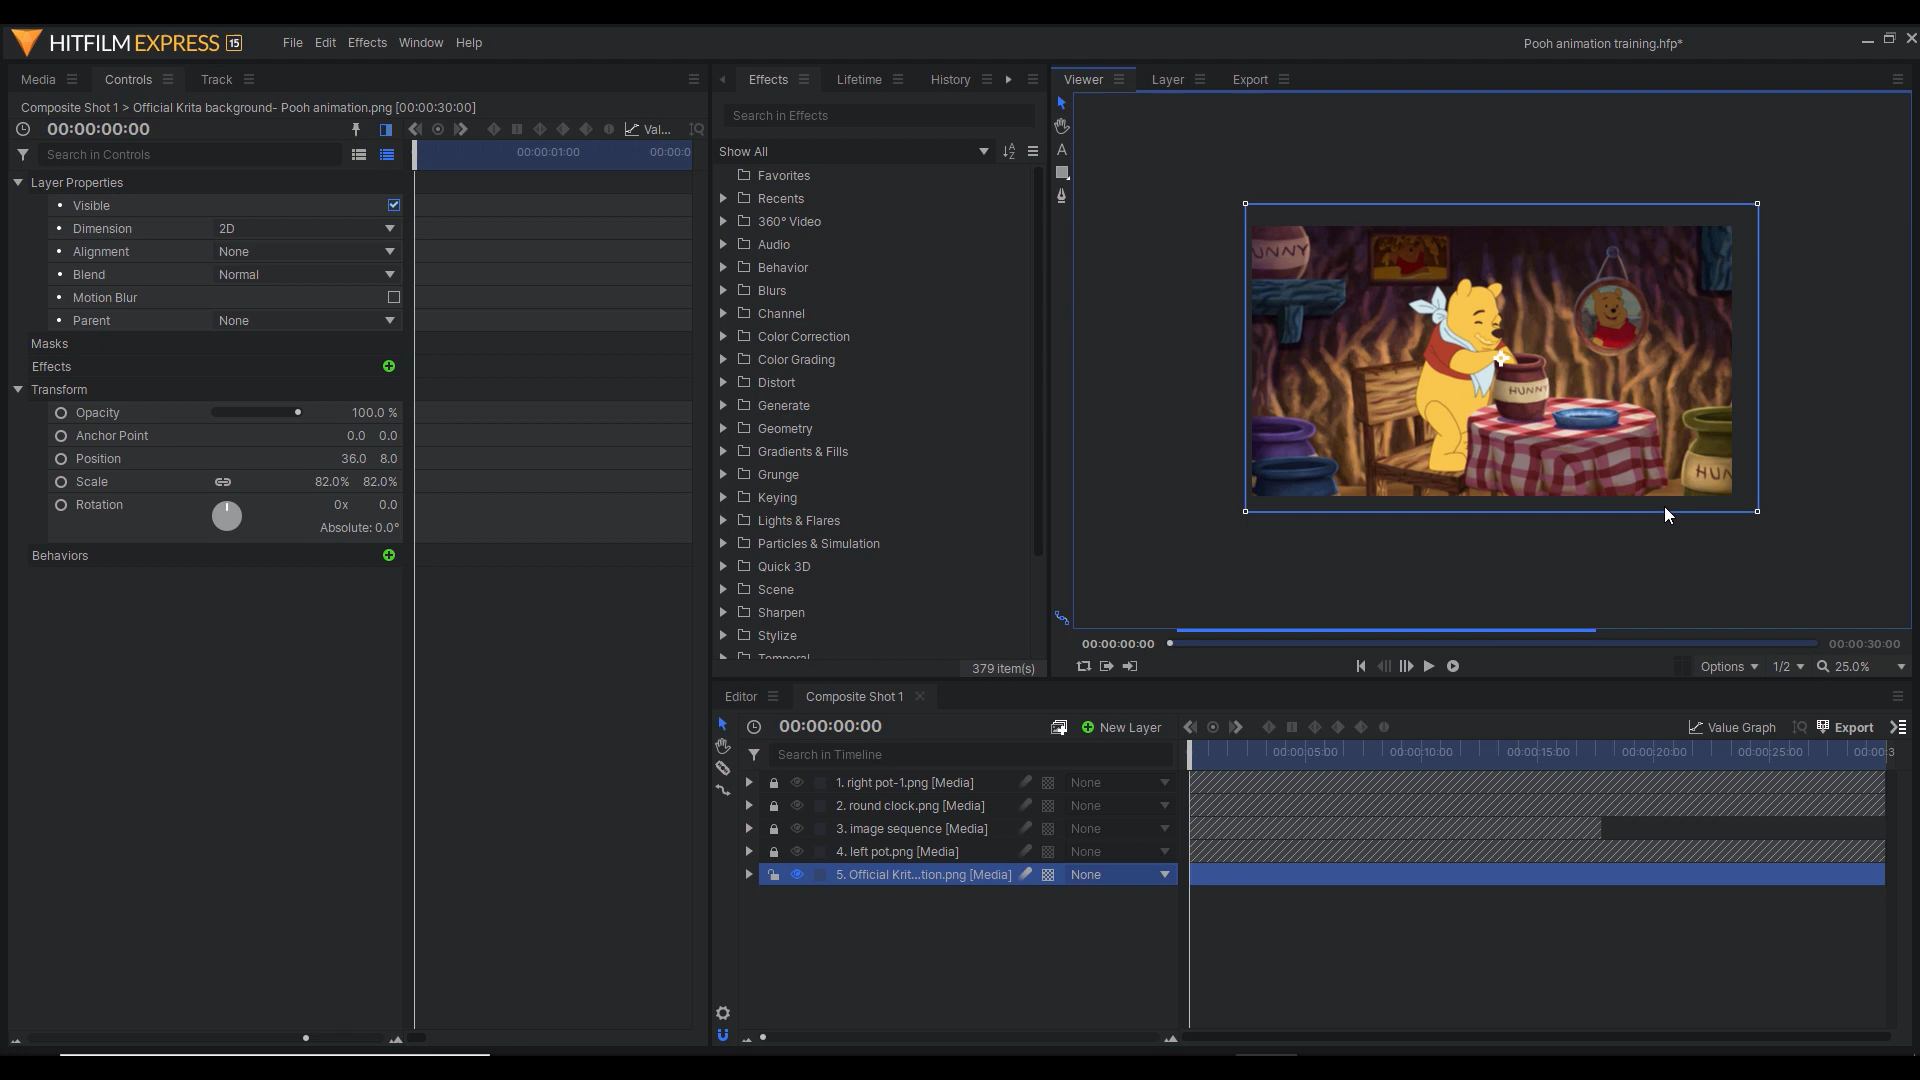 HITFILM EXPRESS 15
File Edit Effects Window Help
Pooh animation training.hfp*
Media Controls Track
Composite Shot 1 > Official Krita background- Pooh animation.png [00:00:30:00]
00:00:00:00
Val...
Search in Controls
00:00:01:00
00:00:0
Layer Properties
Visible
Dimension 2D
Alignment None
Blend Normal
Motion Blur
Parent None
Masks
Effects
Transform
Opacity 100.0 %
Anchor Point 0.0 0.0
Position 36.0 8.0
Scale 82.0% 82.0%
Rotation 0x 0.0
Absolute: 0.0°
Behaviors
Effects Lifetime History
Search in Effects
Show All
Favorites
Recents
360° Video
Audio
Behavior
Blurs
Channel
Color Correction
Color Grading
Distort
Generate
Geometry
Gradients & Fills
Grunge
Keying
Lights & Flares
Particles & Simulation
Quick 3D
Scene
Sharpen
Stylize
Temporal
379 item(s)
Viewer Layer Export
UNNY
HUNNY
HUN
00:00:00:00
00:00:30:00
Options 1/2 25.0%
Editor Composite Shot 1
00:00:00:00
New Layer
Value Graph
Export
Search in Timeline
00:00:05:00 00:00:10:00 00:00:15:00 00:00:20:00 00:00:25:00 00:00:3
1. right pot-1.png [Media] None
2. round clock.png [Media] None
3. image sequence [Media] None
4. left pot.png [Media] None
5. Official Krit...tion.png [Media] None